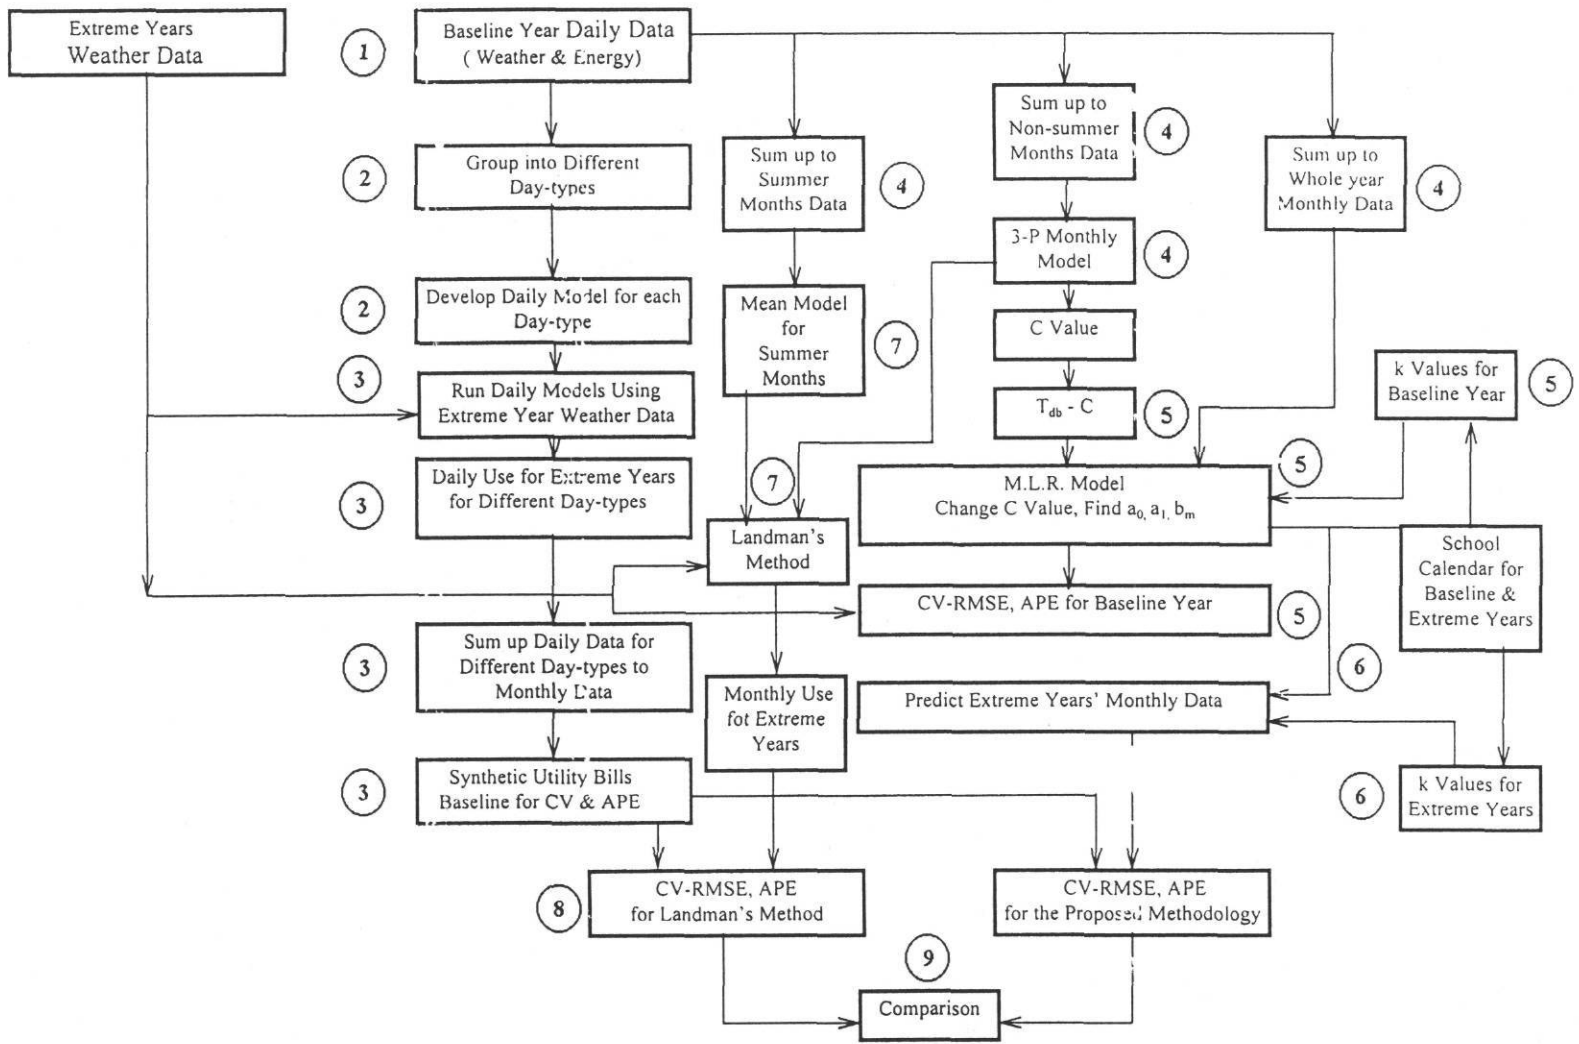 Extreme Years
Weather Data
1
Baseline Year Daily Data
( Weather & Energy)
2
Group into Different
Day-types
2
Develop Daily Model for each
Day-type
3
Run Daily Models Using
Extreme Year Weather Data
3
Daily Use for Extreme Years
for Different Day-types
3
Sum up Daily Data for
Different Day-types to
Monthly Data
3
Synthetic Utility Bills
Baseline for CV & APE
Sum up to
Summer
Months Data
4
Mean Model
for
Summer
Months
7
7
Landman's
Method
Monthly Use
fot Extreme
Years
Sum up to
Non-summer
Months Data
4
3-P Monthly
Model
4
C Value
Tdb - C
5
M.L.R. Model
Change C Value, Find a0, a1, bm
5
CV-RMSE, APE for Baseline Year
5
Predict Extreme Years' Monthly Data
6
Sum up to
Whole year
Monthly Data
4
k Values for
Baseline Year
5
School
Calendar for
Baseline &
Extreme Years
k Values for
Extreme Years
6
8
CV-RMSE, APE
for Landman's Method
CV-RMSE, APE
for the Proposed Methodology
9
Comparison